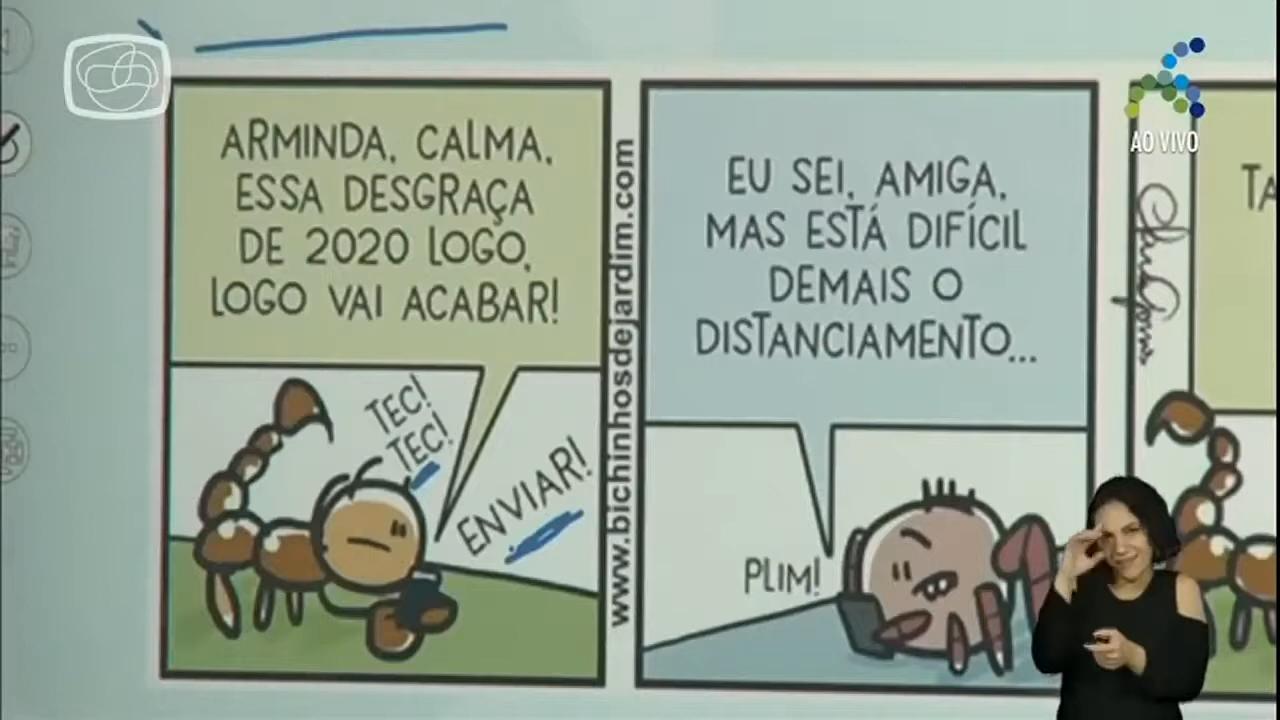 ARMINDA, CALMA,
ESSA DESGRAÇA
DE 2020 LOGO,
LOGO VAI ACABAR!
TEC!
TEC!
ENVIAR!
www.bichinhosdejardim.com
EU SEI, AMIGA,
MAS ESTÁ DIFÍCIL
DEMAIS O
DISTANCIAMENTO...
PLIM!
AO VIVO
TA